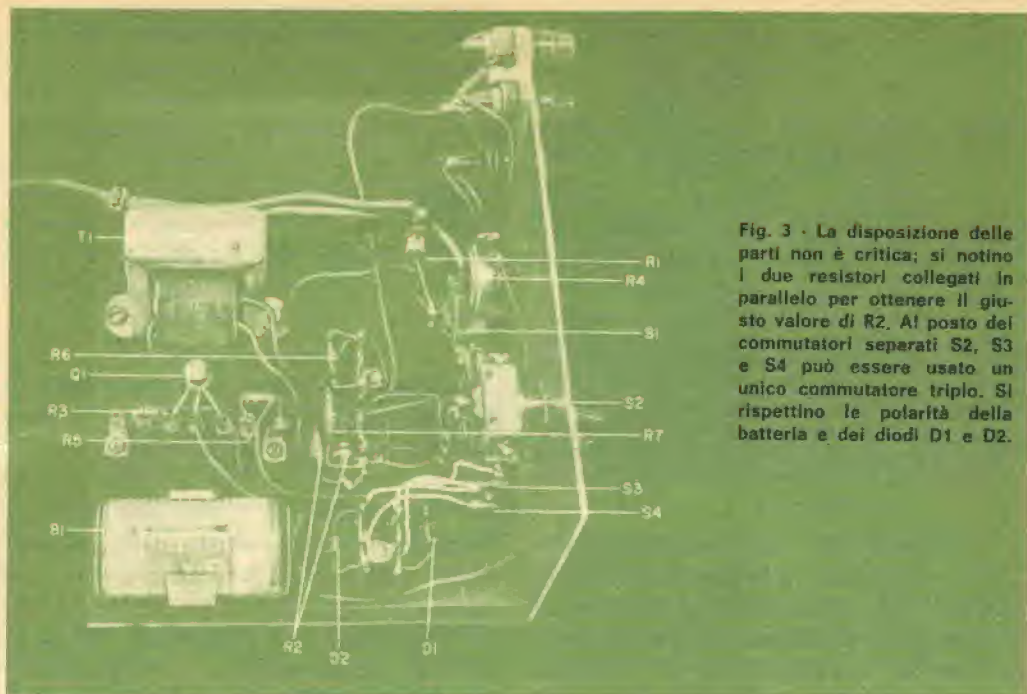 T1
R1
R4
S1
R6
Q1
R3
S2
R5
R7
S3
S4
B1
R2
D2
D1
Fig. 3 - La disposizione delle
parti non è critica; si notino
i due resistori collegati in
parallelo per ottenere il giu-
sto valore di R2. Al posto dei
commutatori separati S2, S3
e S4 può essere usato un
unico commutatore triplo. Si
rispettino le polarità della
batteria e dei diodi D1 e D2.